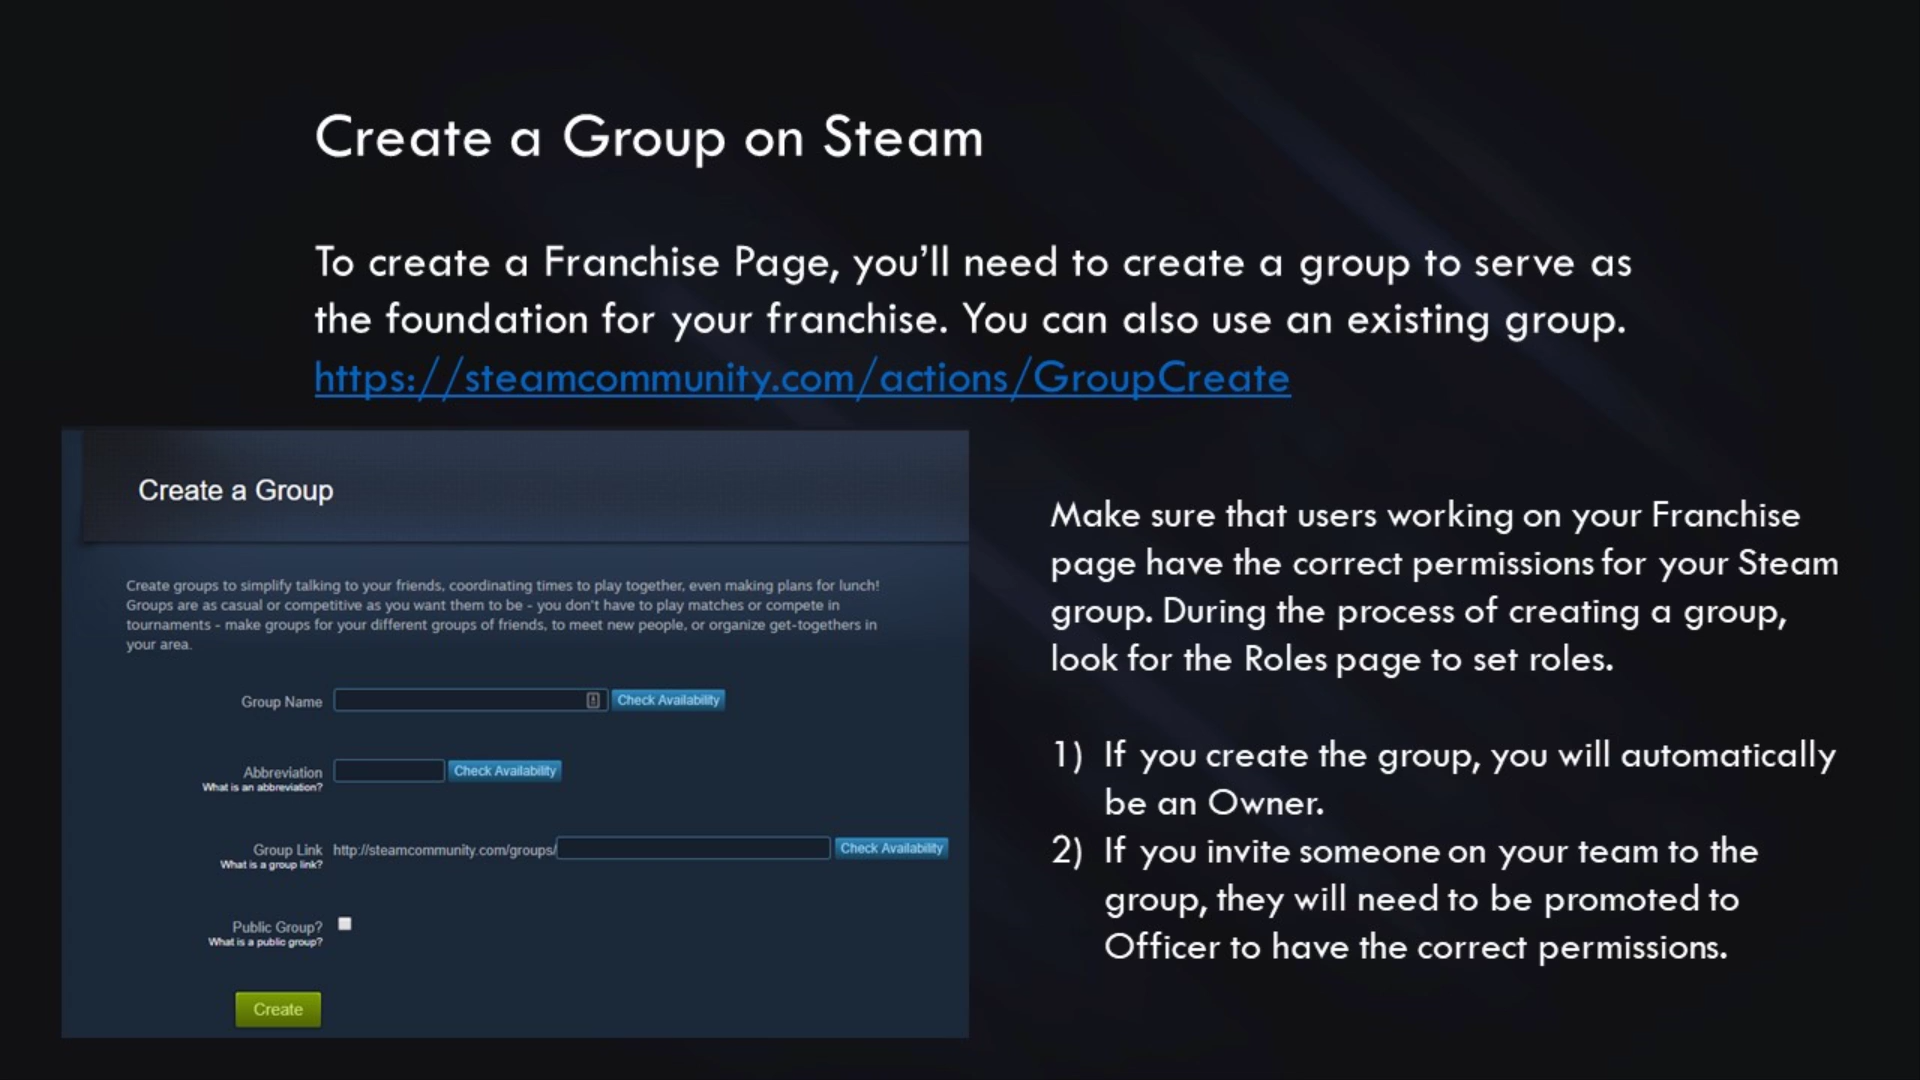 Create a Group on Steam
To create a Franchise Page, you’ll need to create a group to serve as
the foundation for your franchise. You can also use an existing group.
https://steamcommunity.com/actions/GroupCreate
Create a Group
Create groups to simplify talking to your friends, coordinating times to play together, even making plans for lunch!
Groups are as casual or competitive as you want them to be - you don't have to play matches or compete in
tournaments - make groups for your different groups of friends, to meet new people, or organize get-togethers in
your area.
Group Name
Check Availability
Abbreviation
Check Availability
What is an abbreviation?
Group Link http://steamcommunity.com/groups/
Check Availability
What is a group link?
Public Group?
What is a public group?
Create
Make sure that users working on your Franchise
page have the correct permissions for your Steam
group. During the process of creating a group,
look for the Roles page to set roles.
1) If you create the group, you will automatically
be an Owner.
2) If you invite someone on your team to the
group, they will need to be promoted to
Officer to have the correct permissions.